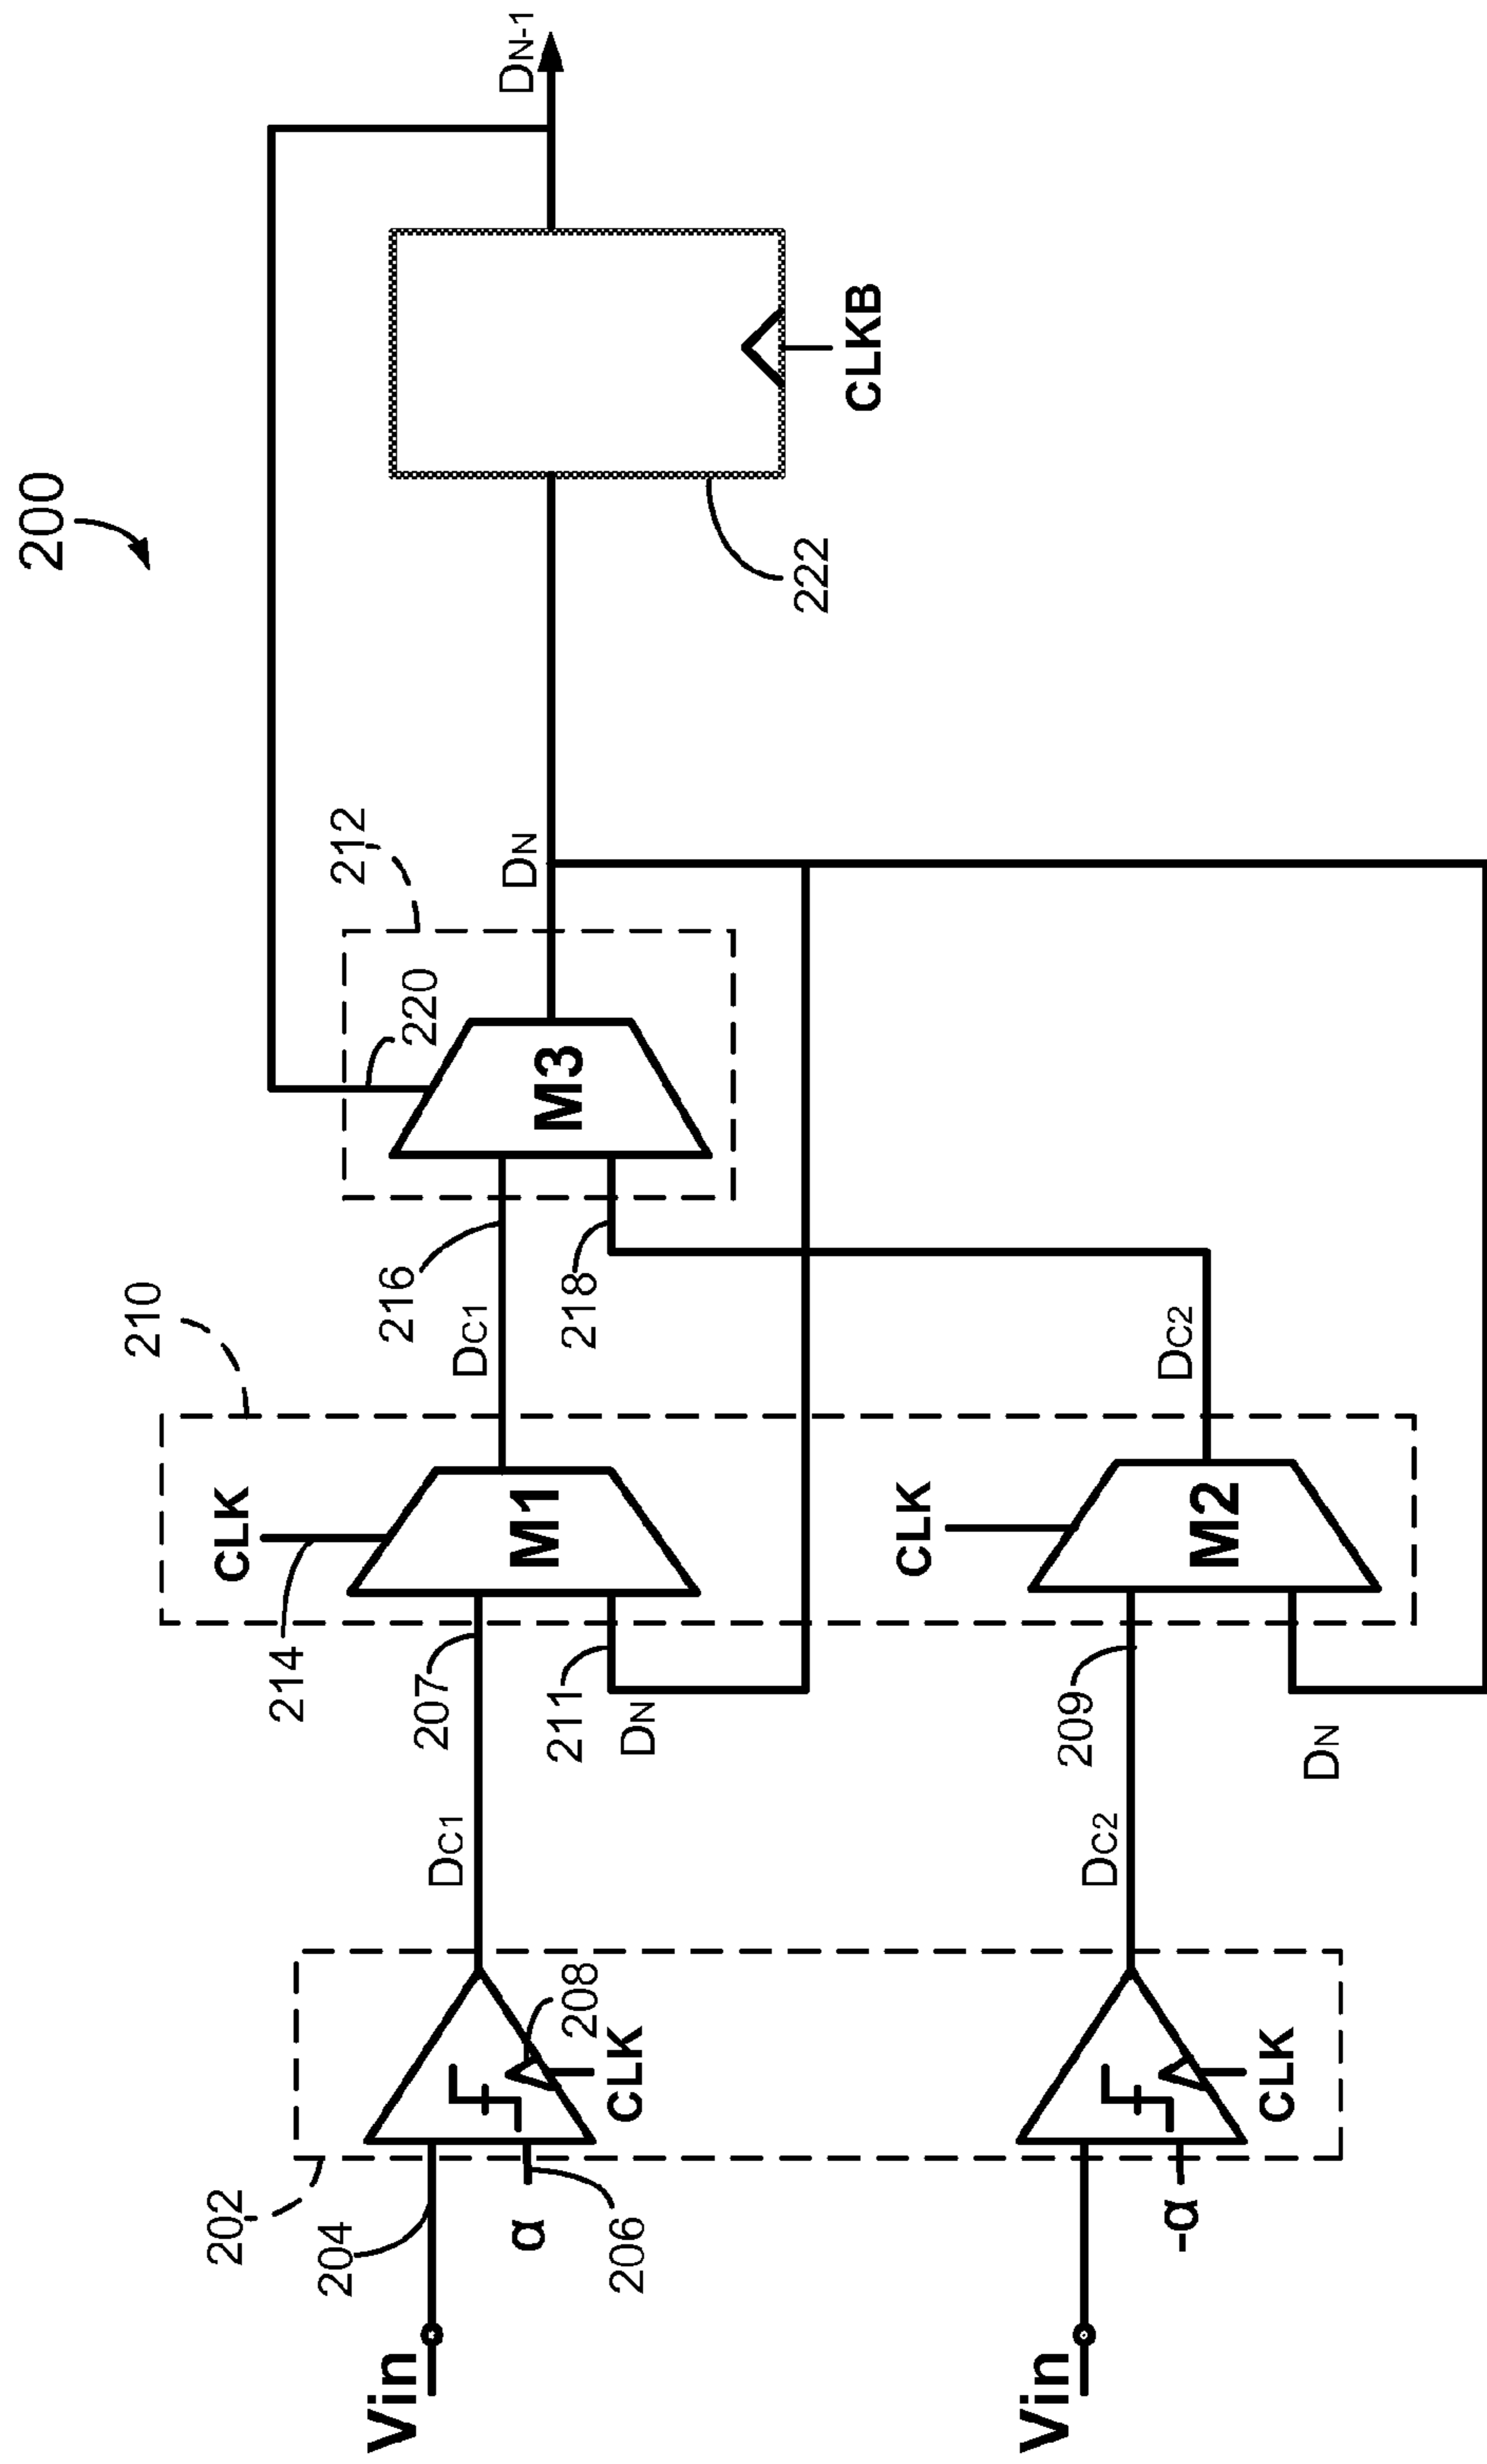 200
DN-1
CLKB
222
212
DN
220
M3
216
218
210
DC1
DC2
CLK
214
M1
CLK
M2
207
211
DN
209
DN
DC1
DC2
202
208
CLK
CLK
204
α
206
-α
Vin
Vin